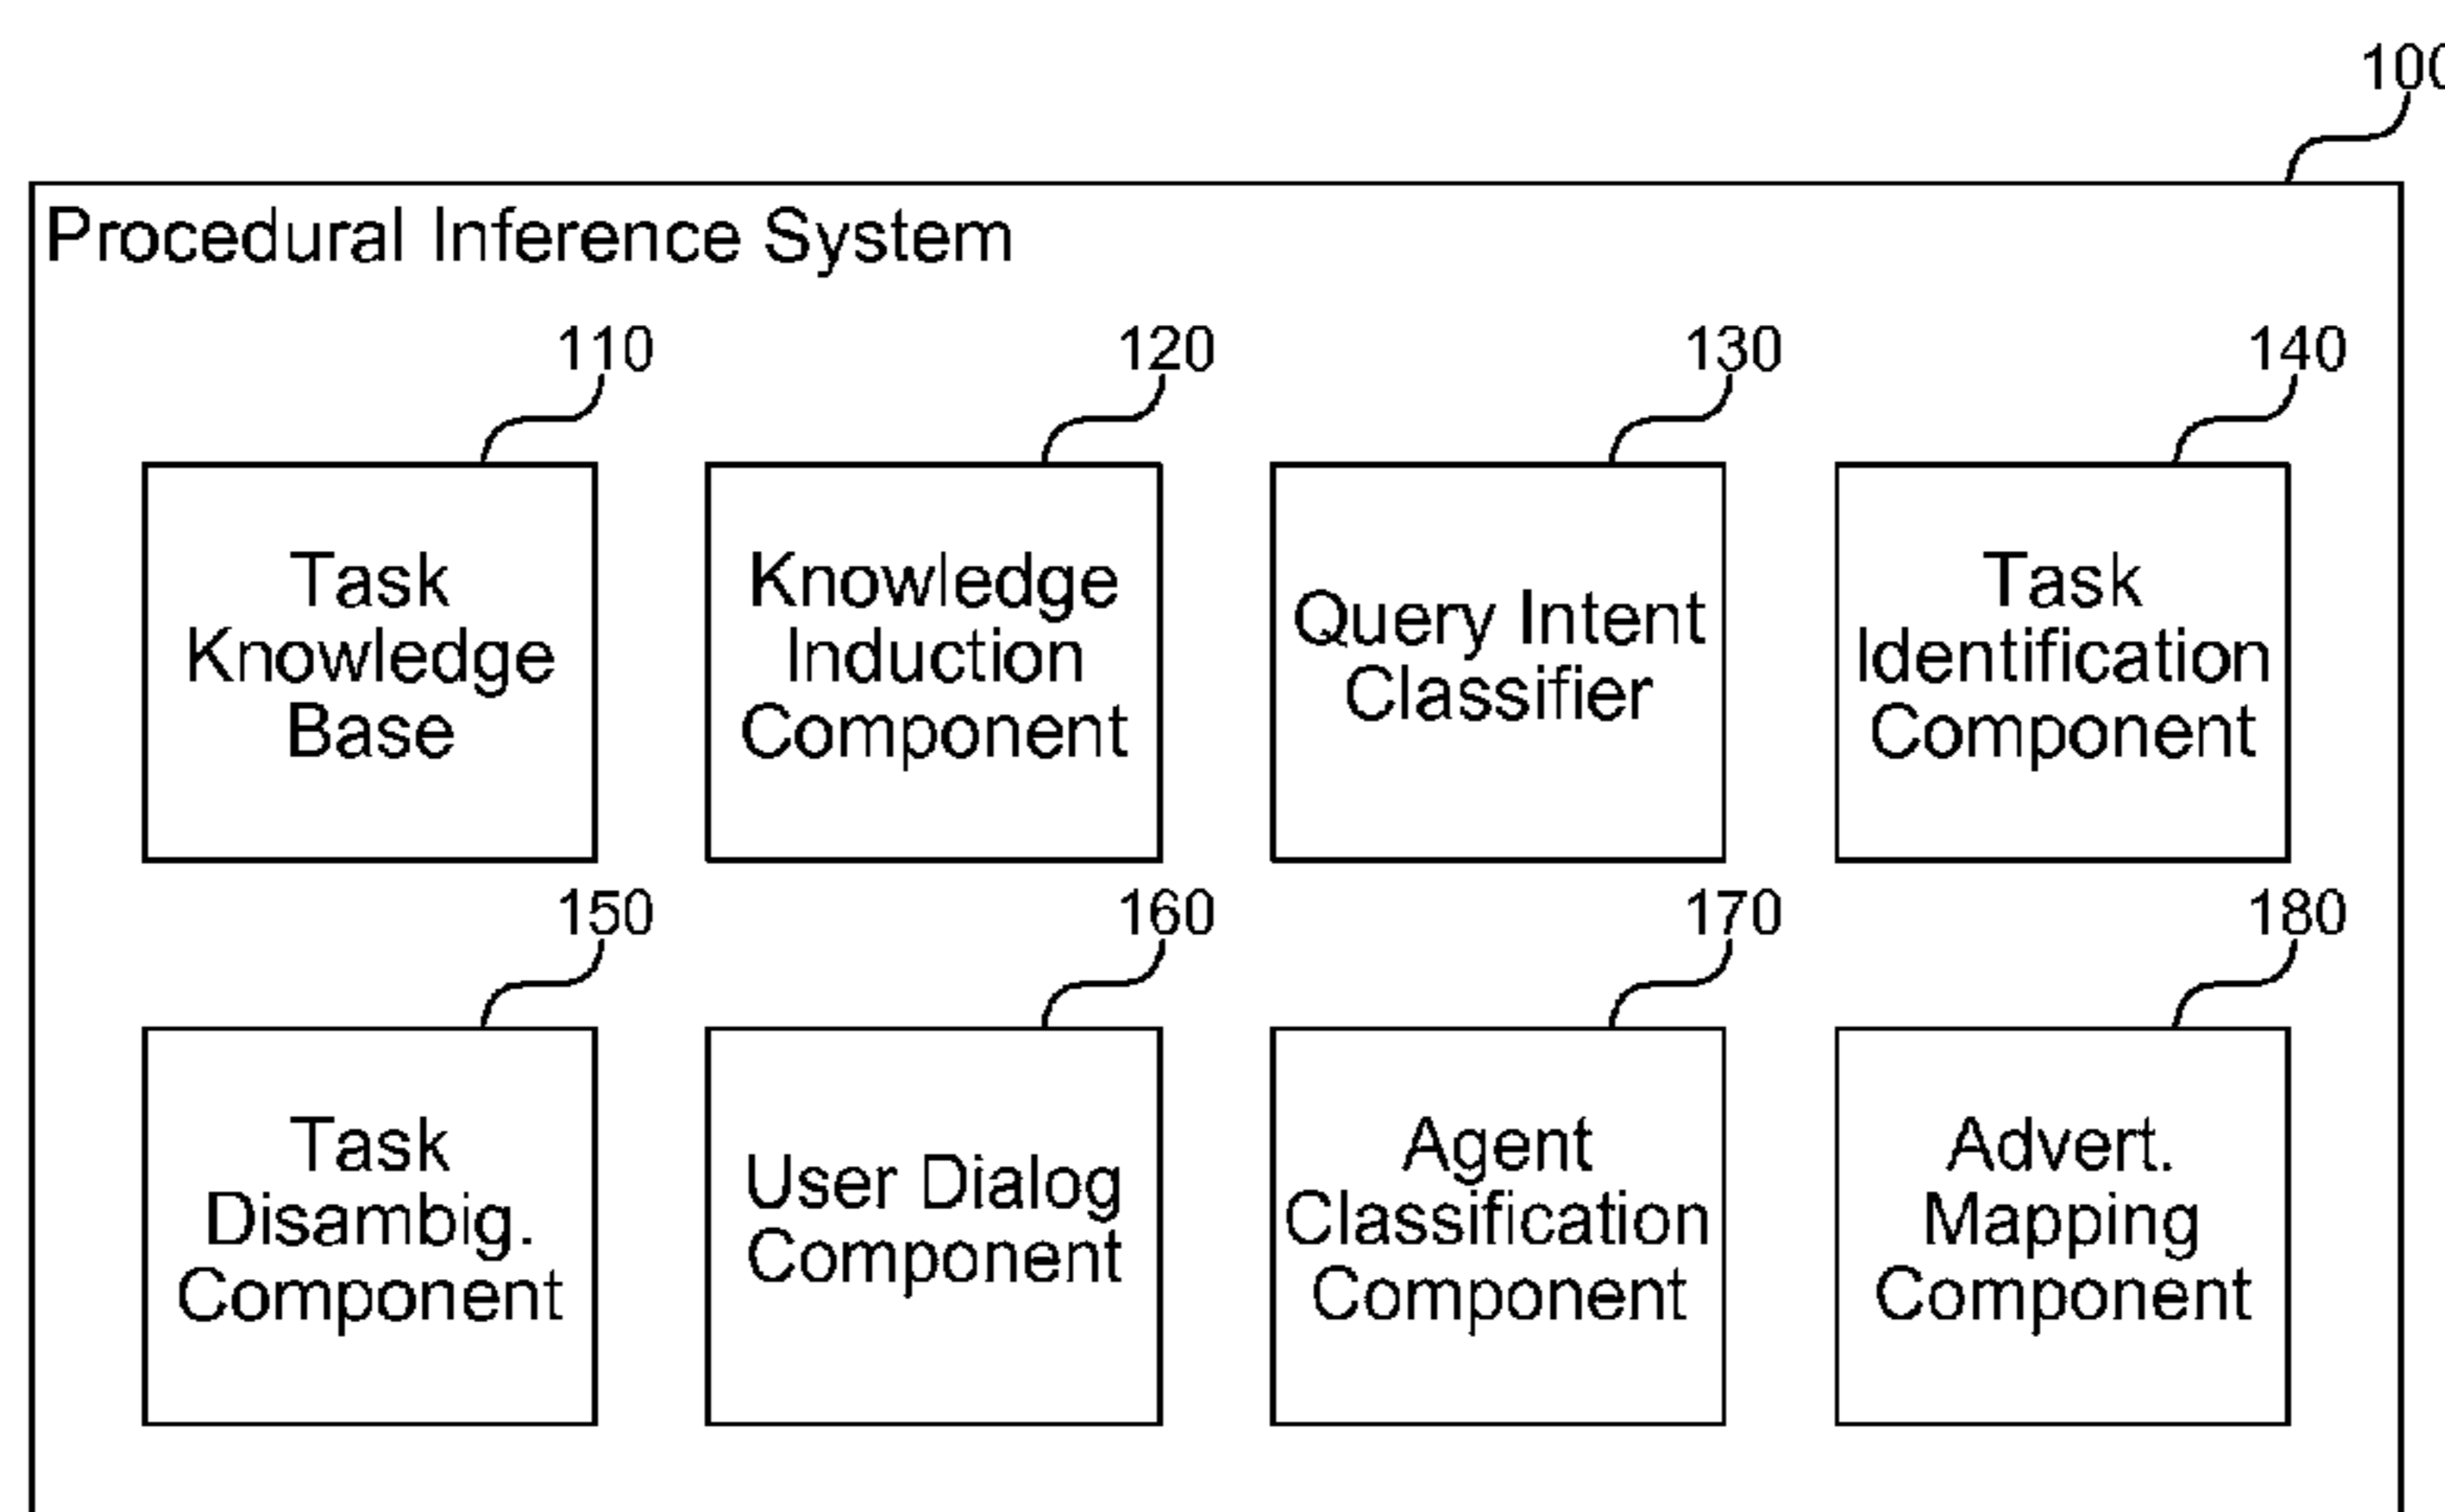 100
Procedural Inference System
110
120
130
140
Task
Knowledge
Base
Knowledge
Induction
Component
Query Intent
Classifier
Task
Identification
Component
150
160
170
180
Task
Disambig.
Component
User Dialog
Component
Agent
Classification
Component
Advert.
Mapping
Component